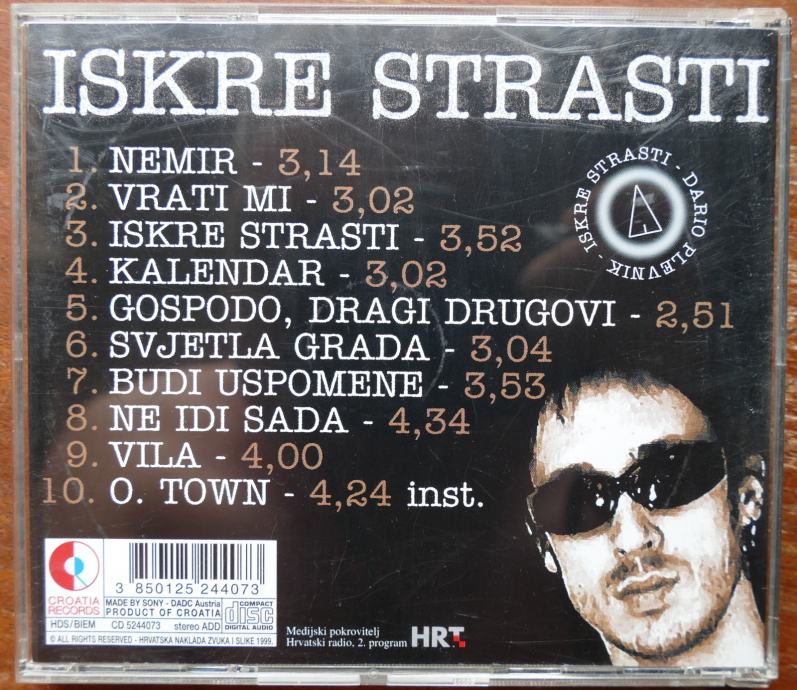 ISKRE STRASTI
1. NEMIR - 3,14
2. VRATI MI - 3,02
3. ISKRE STRASTI - 3,52
4. KALENDAR - 3,02
5. GOSPODO, DRAGI DRUGOVI - 2,51
6. SVJETLA GRADA - 3,04
7. BUDI USPOMENE - 3,53
8. NE IDI SADA - 4,34
9. VILA - 4,00
10. O. TOWN - 4,24 inst.
ISKRE STRASTI - DARIO PLEVNIK -
CROATIA
RECORDS
3 850125 244073
MADE BY SONY - DADC Austria
PRODUCT OF CROATIA
COMPACT
disc
DIGITAL AUDIO
HDS/BIEM CD 5244073 stereo ADD
© ALL RIGHTS RESERVED - HRVATSKA NAKLADA ZVUKA I SLIKE 1999.
Medijski pokrovitelj
Hrvatski radio, 2. program HRT